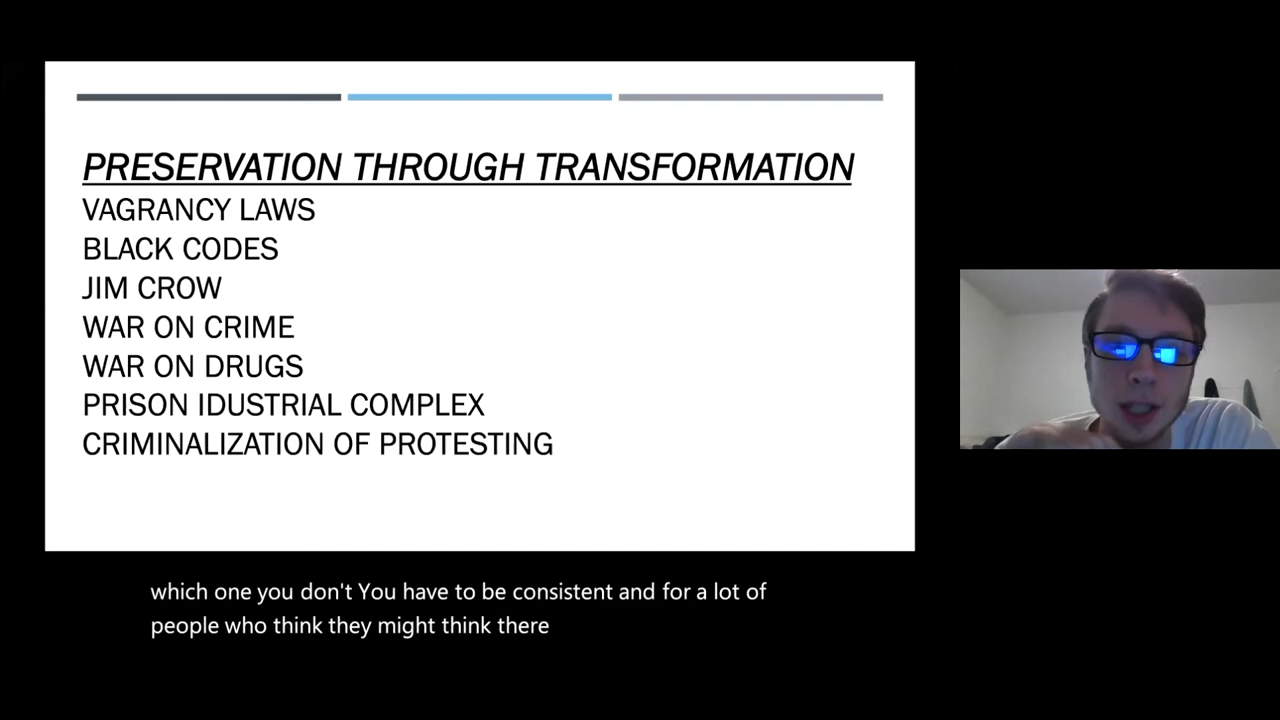 PRESERVATION THROUGH TRANSFORMATION
VAGRANCY LAWS
BLACK CODES
JIM CROW
WAR ON CRIME
WAR ON DRUGS
PRISON IDUSTRIAL COMPLEX
CRIMINALIZATION OF PROTESTING
which one you don't You have to be consistent and for a lot of
people who think they might think there